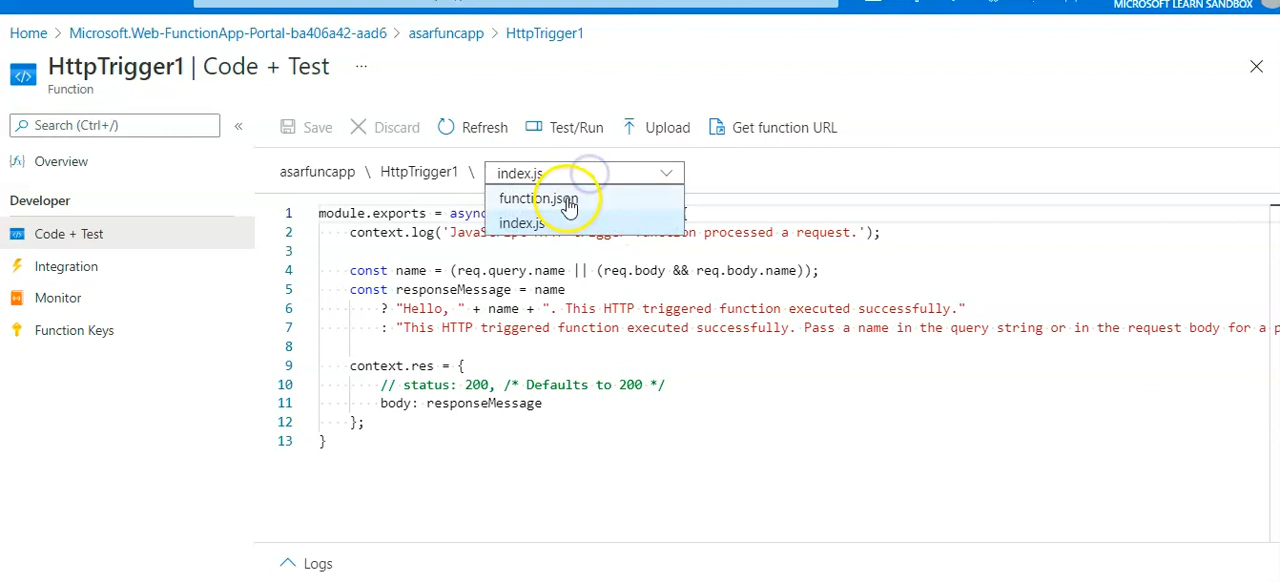 MICROSOFT LEARN SANDBOX
Home > Microsoft.Web-FunctionApp-Portal-ba406a42-aad6 > asarfuncapp > HttpTrigger1
HttpTrigger1 | Code + Test ...
Function
Search (Ctrl+/) «
Save Discard Refresh Test/Run Upload Get function URL
Overview
asarfuncapp \ HttpTrigger1 \ index.js
function.json
index.js
Developer
Code + Test
Integration
Monitor
Function Keys
1 module.exports = async {
2 context.log('JavaScript function processed a request.');
3
4 const name = (req.query.name || (req.body && req.body.name));
5 const responseMessage = name
6 ? "Hello, " + name + ". This HTTP triggered function executed successfully."
7 : "This HTTP triggered function executed successfully. Pass a name in the query string or in the request body for a p
8
9 context.res = {
10 // status: 200, /* Defaults to 200 */
11 body: responseMessage
12 };
13 }
Logs